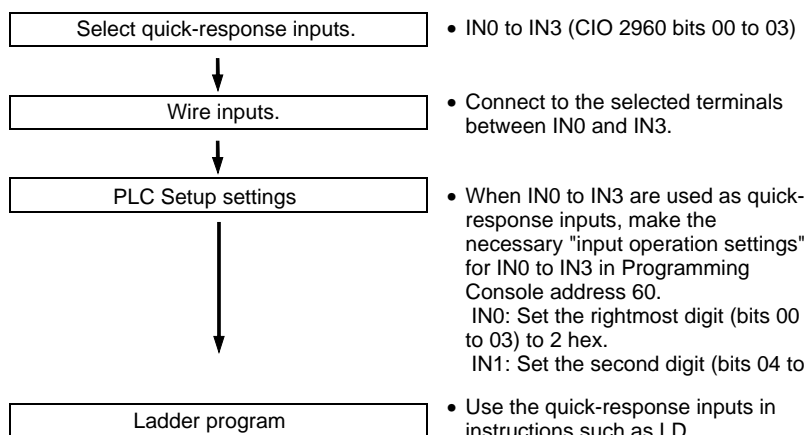 Select quick-response inputs.
• IN0 to IN3 (CIO 2960 bits 00 to 03)
Wire inputs.
• Connect to the selected terminals
between IN0 and IN3.
PLC Setup settings
• When IN0 to IN3 are used as quick-
response inputs, make the
necessary "input operation settings"
for IN0 to IN3 in Programming
Console address 60.
IN0: Set the rightmost digit (bits 00
to 03) to 2 hex.
IN1: Set the second digit (bits 04 to
Ladder program
• Use the quick-response inputs in
instructions such as LD.